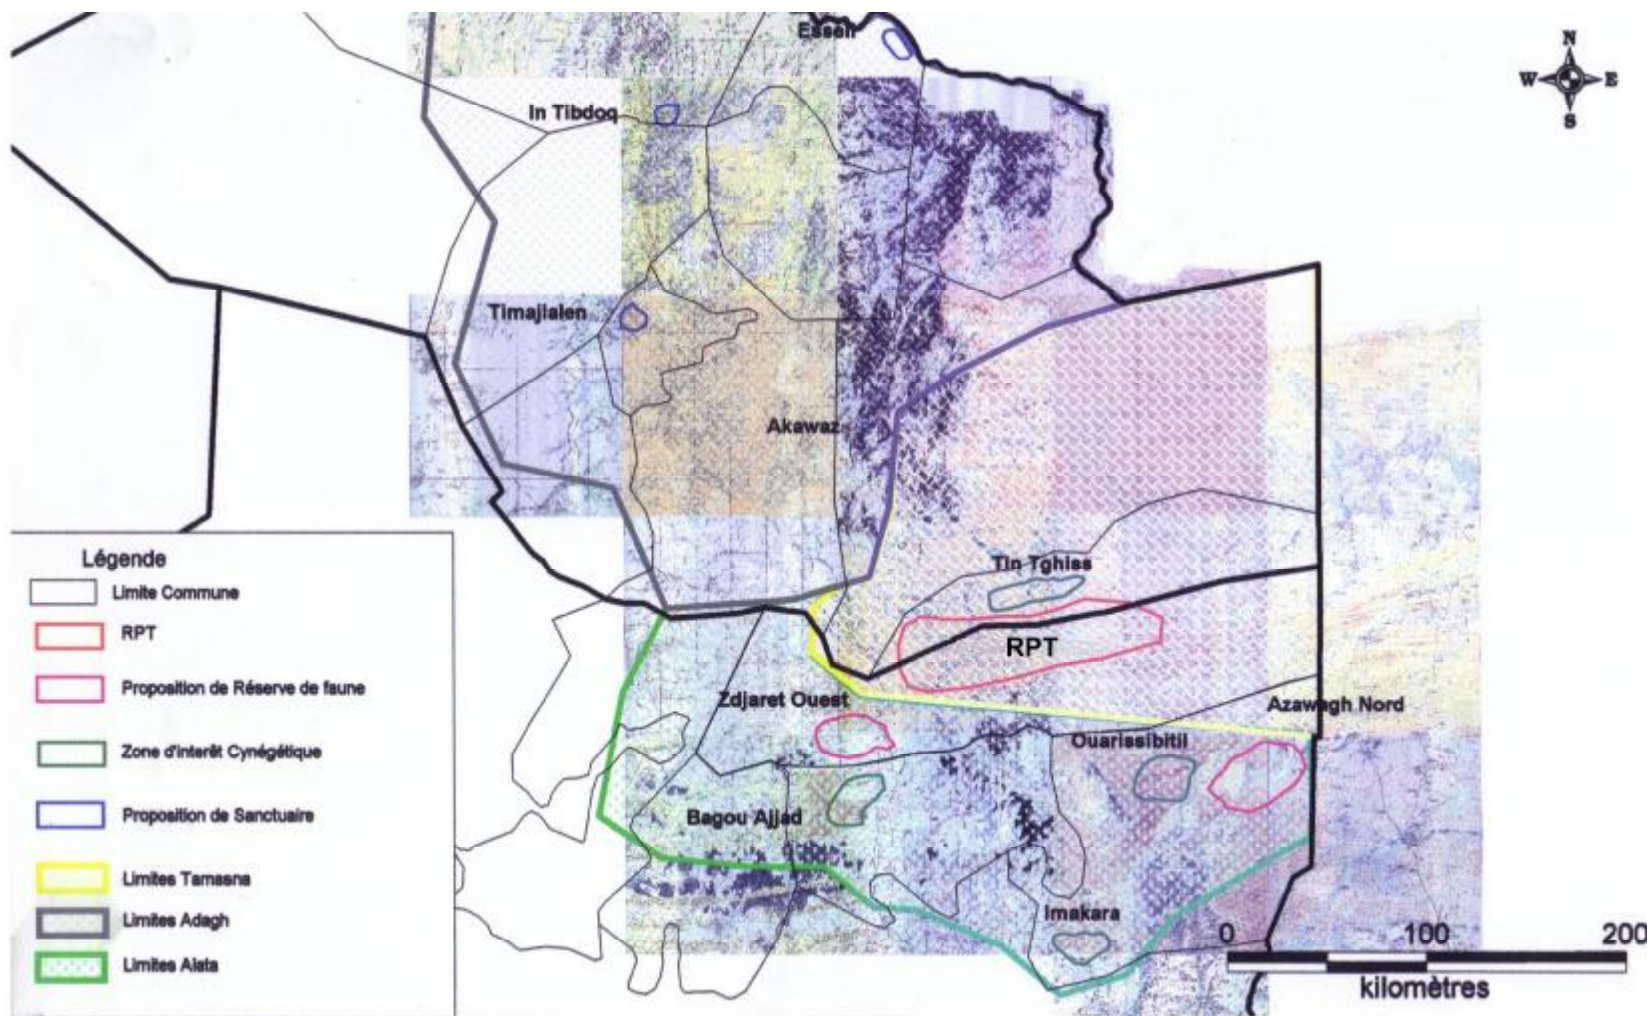 Essen
N
W E
S
In Tibdoq
Timajlalen
Akawaz
Tin Tghiss
RPT
Zdjaret Ouest
Azawagh Nord
Ouarissibitil
Bagou Ajjad
Imakara
0 100 200
kilomètres
Légende
Limite Commune
RPT
Proposition de Réserve de faune
Zone d'interêt Cynégétique
Proposition de Sanctuaire
Limites Tamasna
Limites Adagh
Limites Alata